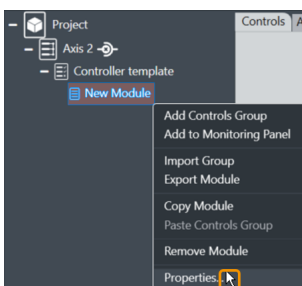 Project
Controls A
Axis 2
Controller template
New Module
Add Controls Group
Add to Monitoring Panel
Import Group
Export Module
Copy Module
Paste Controls Group
Remove Module
Properties...